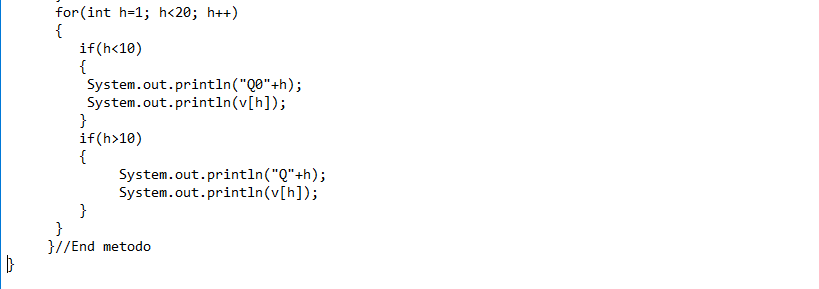 for(int h=1; h<20; h++)
{
if(h<10)
{
System.out.println("Q0"+h);
System.out.println(v[h]);
}
if(h>10)
{
System.out.println("Q"+h);
System.out.println(v[h]);
}
}
}//End metodo
}